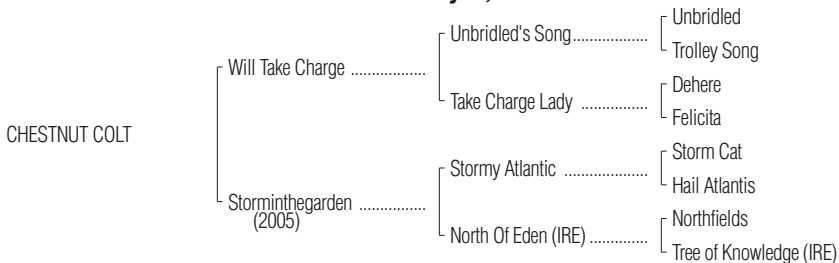 Unbridled
Unbridled's Song
Trolley Song
Will Take Charge
Dehere
Take Charge Lady
Felicita
CHESTNUT COLT
Storm Cat
Stormy Atlantic
Hail Atlantis
Storminthegarden
(2005)
Northfields
North Of Eden (IRE)
Tree of Knowledge (IRE)